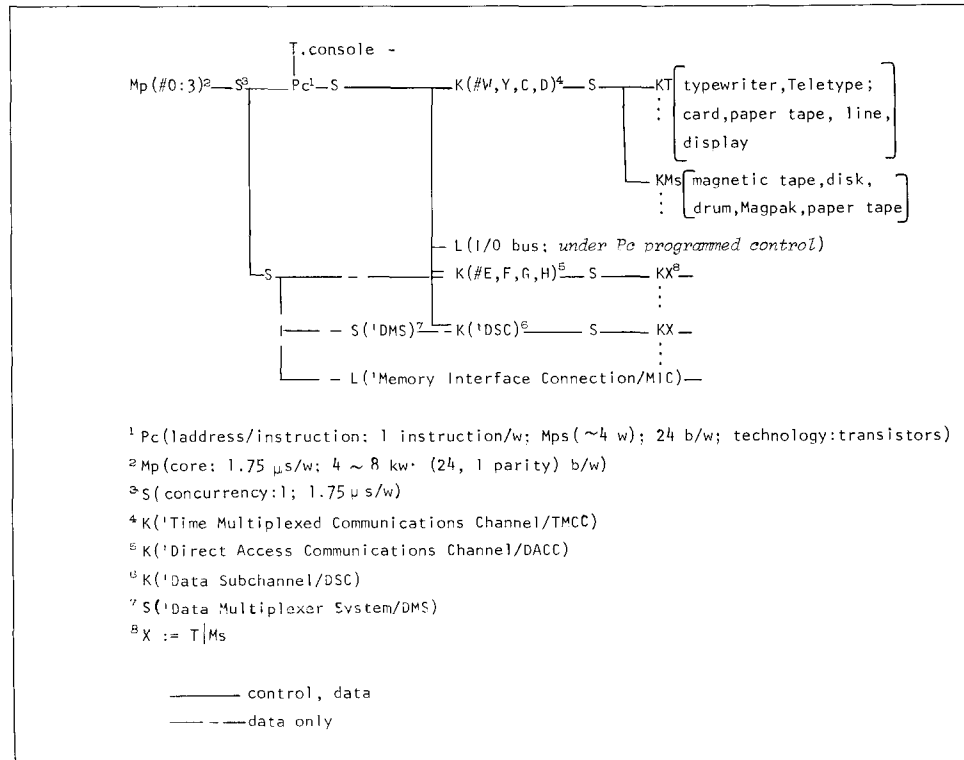 T.console -
Mp(#0:3)² S³ Pc¹ S K(#W,Y,C,D)⁴ S KT typewriter,Teletype;
card,paper tape, line,
display
KMs magnetic tape,disk,
drum,Magpak,paper tape
L(I/O bus; under Pc programmed control)
S K(#E,F,G,H)⁵ S KX⁸
S('DMS)⁷ K('DSC)⁶ S KX
L('Memory Interface Connection/MIC)
¹ Pc(1address/instruction: 1 instruction/w; Mps(~4 w); 24 b/w; technology:transistors)
² Mp(core: 1.75 μs/w; 4 ~ 8 kw· (24, 1 parity) b/w)
³ S(concurrency:1; 1.75 μs/w)
⁴ K('Time Multiplexed Communications Channel/TMCC)
⁵ K('Direct Access Communications Channel/DACC)
⁶ K('Data Subchannel/DSC)
⁷ S('Data Multiplexer System/DMS)
⁸ X := T|Ms
control, data
data only